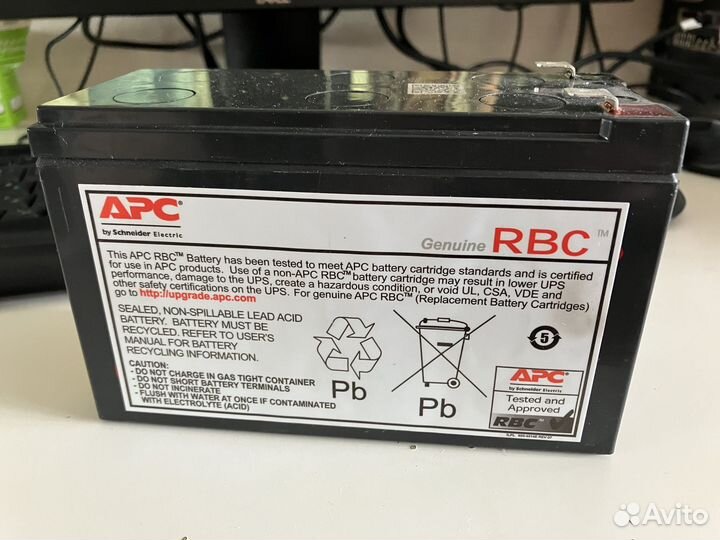 DELL
APC
by Schneider Electric
Genuine RBC™
This APC RBC™ Battery has been tested to meet APC battery cartridge standards and is certified
for use in APC products. Use of a non-APC RBC™ battery cartridge may result in lower UPS
performance, damage to the UPS, create a hazardous condition, or void UL, CSA, VDE and
other safety certifications on the UPS. For genuine APC RBC™ (Replacement Battery Cartridges)
go to http://upgrade.apc.com
SEALED, NON-SPILLABLE LEAD ACID
BATTERY. BATTERY MUST BE
RECYCLED. REFER TO USER'S
MANUAL FOR BATTERY
RECYCLING INFORMATION
CAUTION:
- DO NOT CHARGE IN GAS TIGHT CONTAINER
- DO NOT SHORT BATTERY TERMINALS
- DO NOT INCINERATE
- FLUSH WITH WATER AT ONCE IF CONTAMINATED
WITH ELECTROLYTE (ACID)
Pb
Pb
5
APC
Tested and
Approved
RBC™
Avito